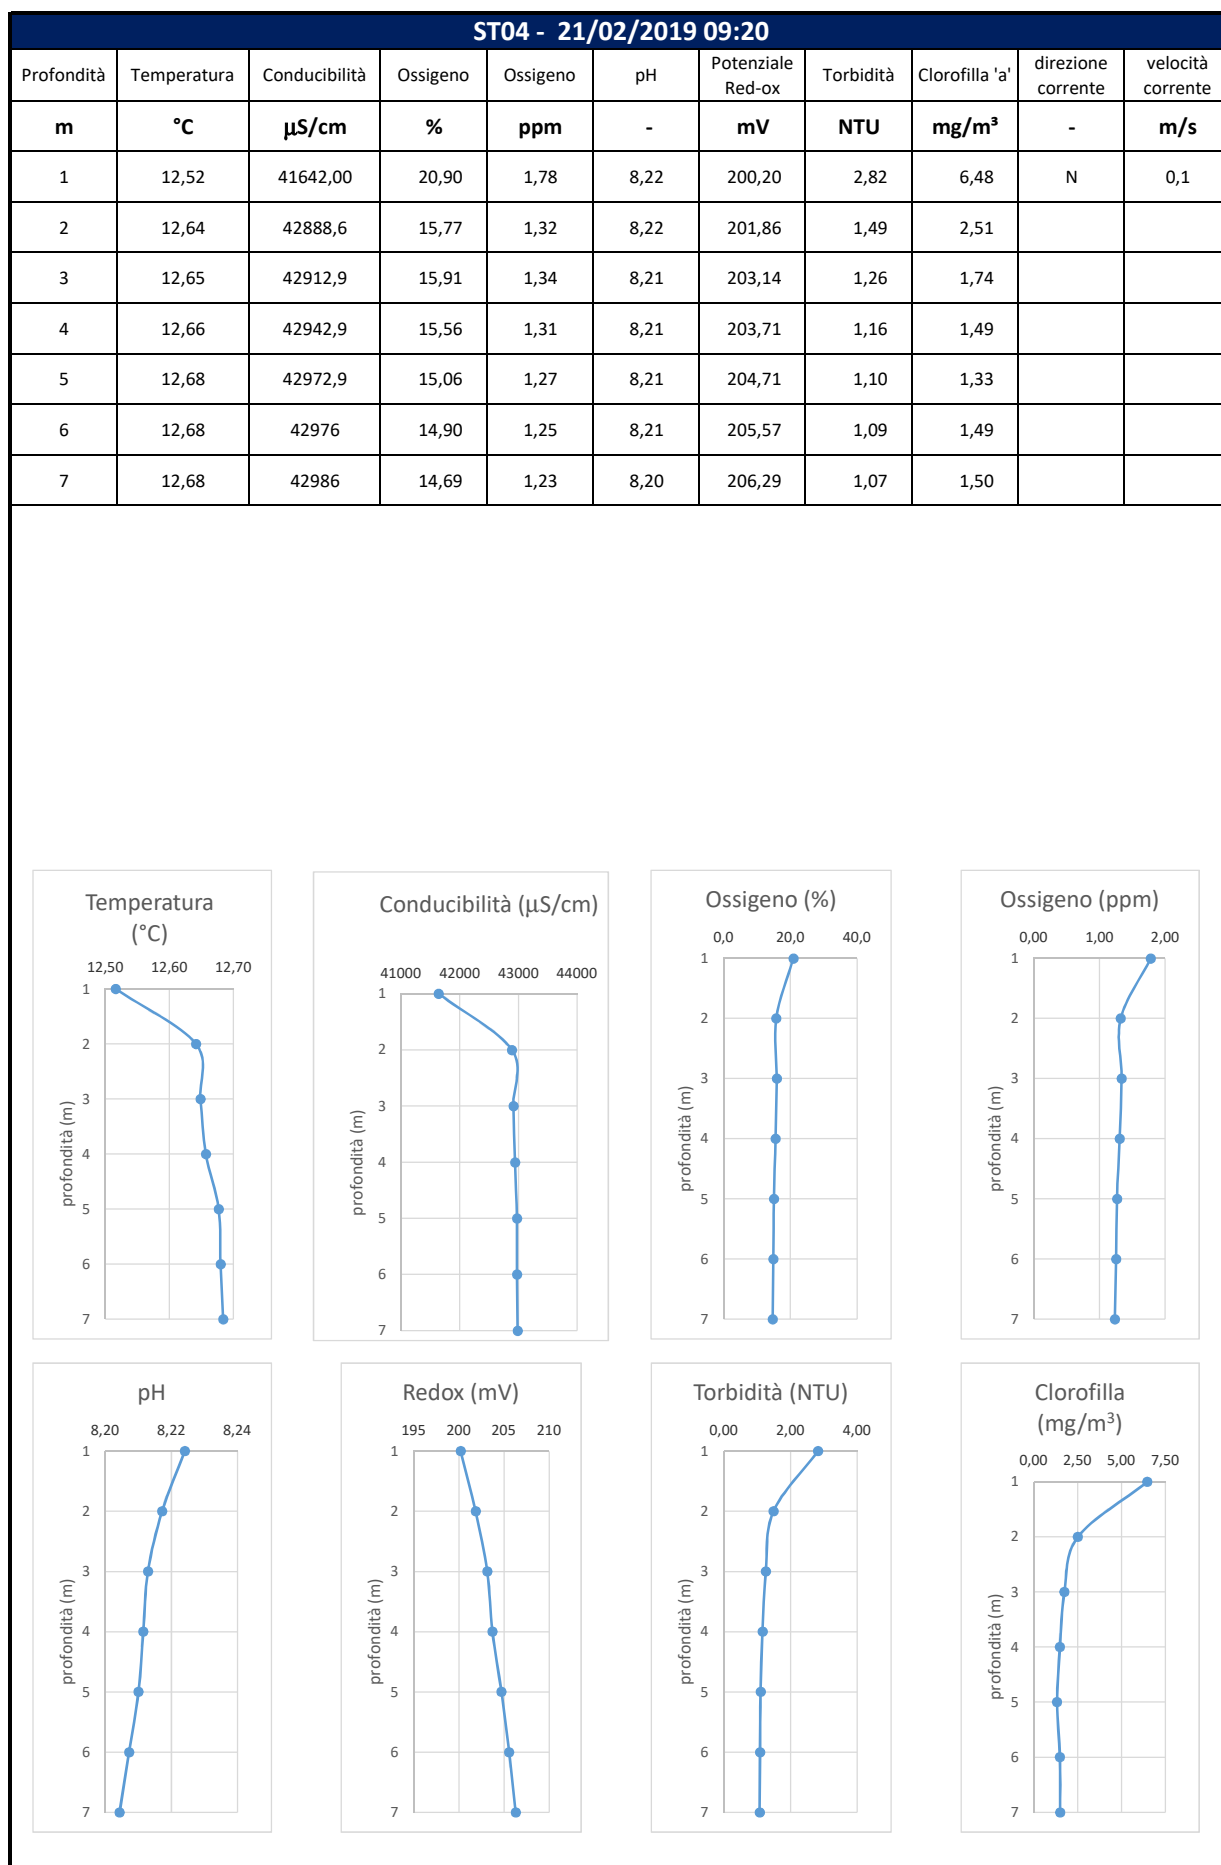 ST04 - 21/02/2019 09:20
Profondità Temperatura Conducibilità Ossigeno Ossigeno pH Potenziale Red-ox Torbidità Clorofilla 'a' direzione corrente velocità corrente
m °C µS/cm % ppm - mV NTU mg/m³ - m/s
1 12,52 41642,00 20,90 1,78 8,22 200,20 2,82 6,48 N 0,1
2 12,64 42888,6 15,77 1,32 8,22 201,86 1,49 2,51
3 12,65 42912,9 15,91 1,34 8,21 203,14 1,26 1,74
4 12,66 42942,9 15,56 1,31 8,21 203,71 1,16 1,49
5 12,68 42972,9 15,06 1,27 8,21 204,71 1,10 1,33
6 12,68 42976 14,90 1,25 8,21 205,57 1,09 1,49
7 12,68 42986 14,69 1,23 8,20 206,29 1,07 1,50
Temperatura
(°C)
12,50 12,60 12,70
1
2
3
4
5
6
7
profondità (m)
Conducibilità (µS/cm)
41000 42000 43000 44000
1
2
3
4
5
6
7
profondità (m)
Ossigeno (%)
0,0 20,0 40,0
1
2
3
4
5
6
7
profondità (m)
Ossigeno (ppm)
0,00 1,00 2,00
1
2
3
4
5
6
7
profondità (m)
pH
8,20 8,22 8,24
1
2
3
4
5
6
7
profondità (m)
Redox (mV)
195 200 205 210
1
2
3
4
5
6
7
profondità (m)
Torbidità (NTU)
0,00 2,00 4,00
1
2
3
4
5
6
7
profondità (m)
Clorofilla
(mg/m³)
0,00 2,50 5,00 7,50
1
2
3
4
5
6
7
profondità (m)